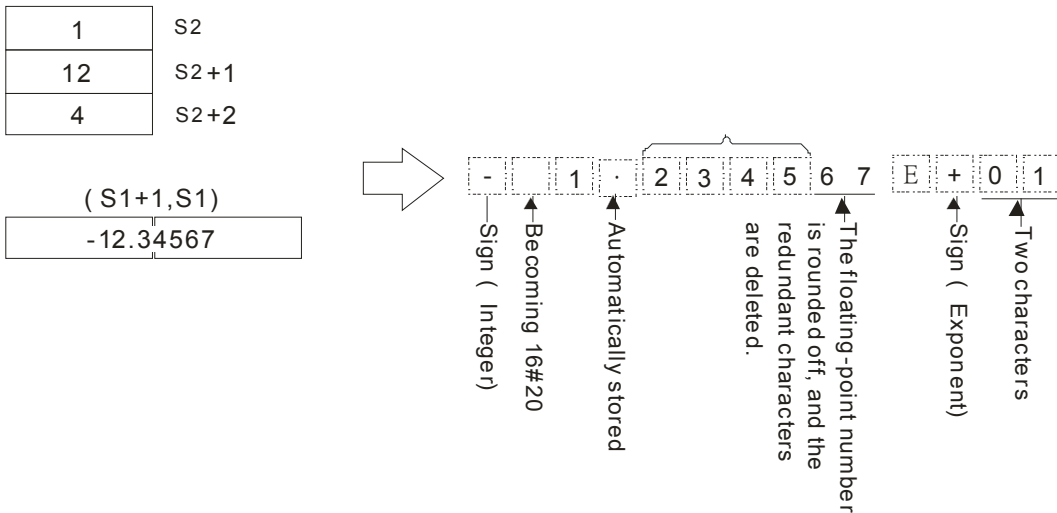 1 S2
12 S2+1
4 S2+2
(S1+1,S1)
-12.34567
- 1 . 2 3 4 5 6 7 E + 0 1
Sign ( Integer)
Becoming 16#20
Automatically stored
The floating-point number
is rounded off, and the
redundant characters
are deleted.
Sign ( Exponent)
Two characters